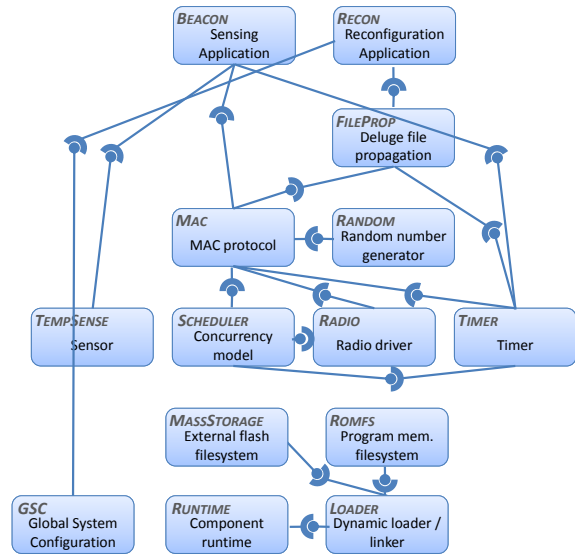 BEACON
Sensing
Application
RECON
Reconfiguration
Application
FILEPROP
Deluge file
propagation
MAC
MAC protocol
RANDOM
Random number
generator
TEMPSENSE
Sensor
SCHEDULER
Concurrency
model
RADIO
Radio driver
TIMER
Timer
MASSSTORAGE
External flash
filesystem
ROMFS
Program mem.
filesystem
GSC
Global System
Configuration
RUNTIME
Component
runtime
LOADER
Dynamic loader /
linker